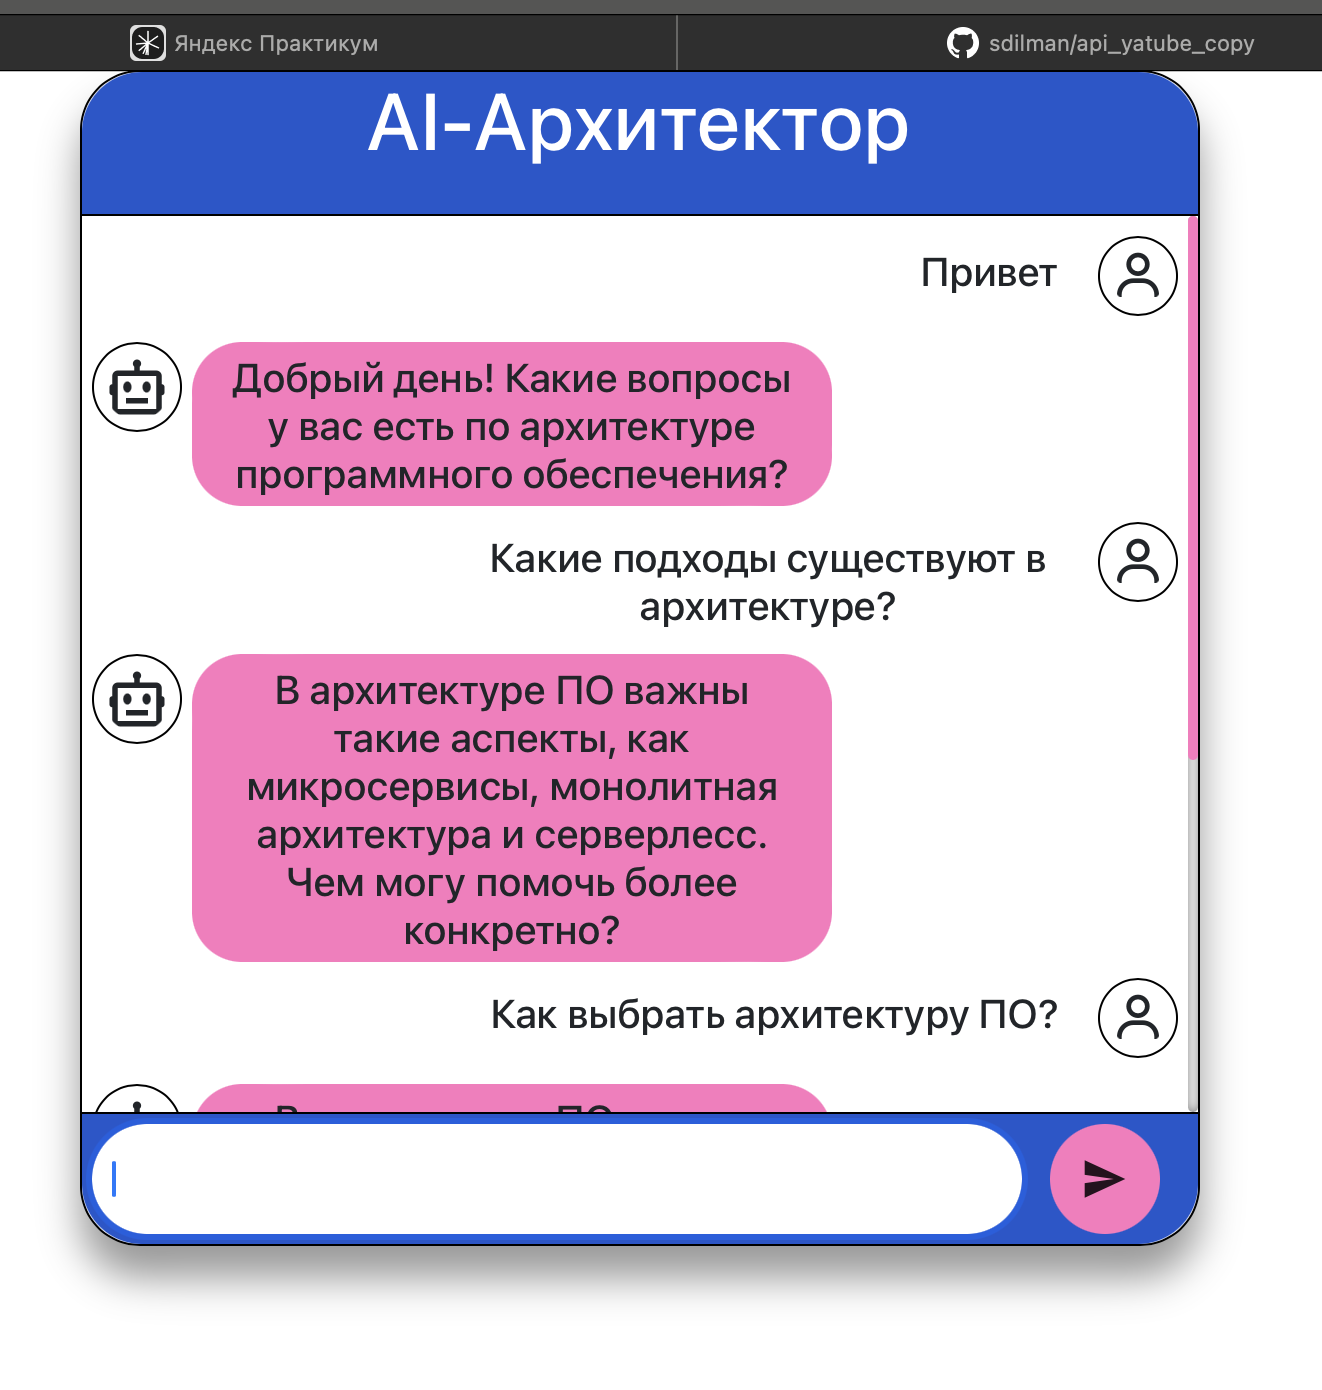 Яндекс Практикум
sdilman/api_yatube_copy
AI-Архитектор
Привет
Добрый день! Какие вопросы
у вас есть по архитектуре
программного обеспечения?
Какие подходы существуют в
архитектуре?
В архитектуре ПО важны
такие аспекты, как
микросервисы, монолитная
архитектура и серверлесс.
Чем могу помочь более
конкретно?
Как выбрать архитектуру ПО?